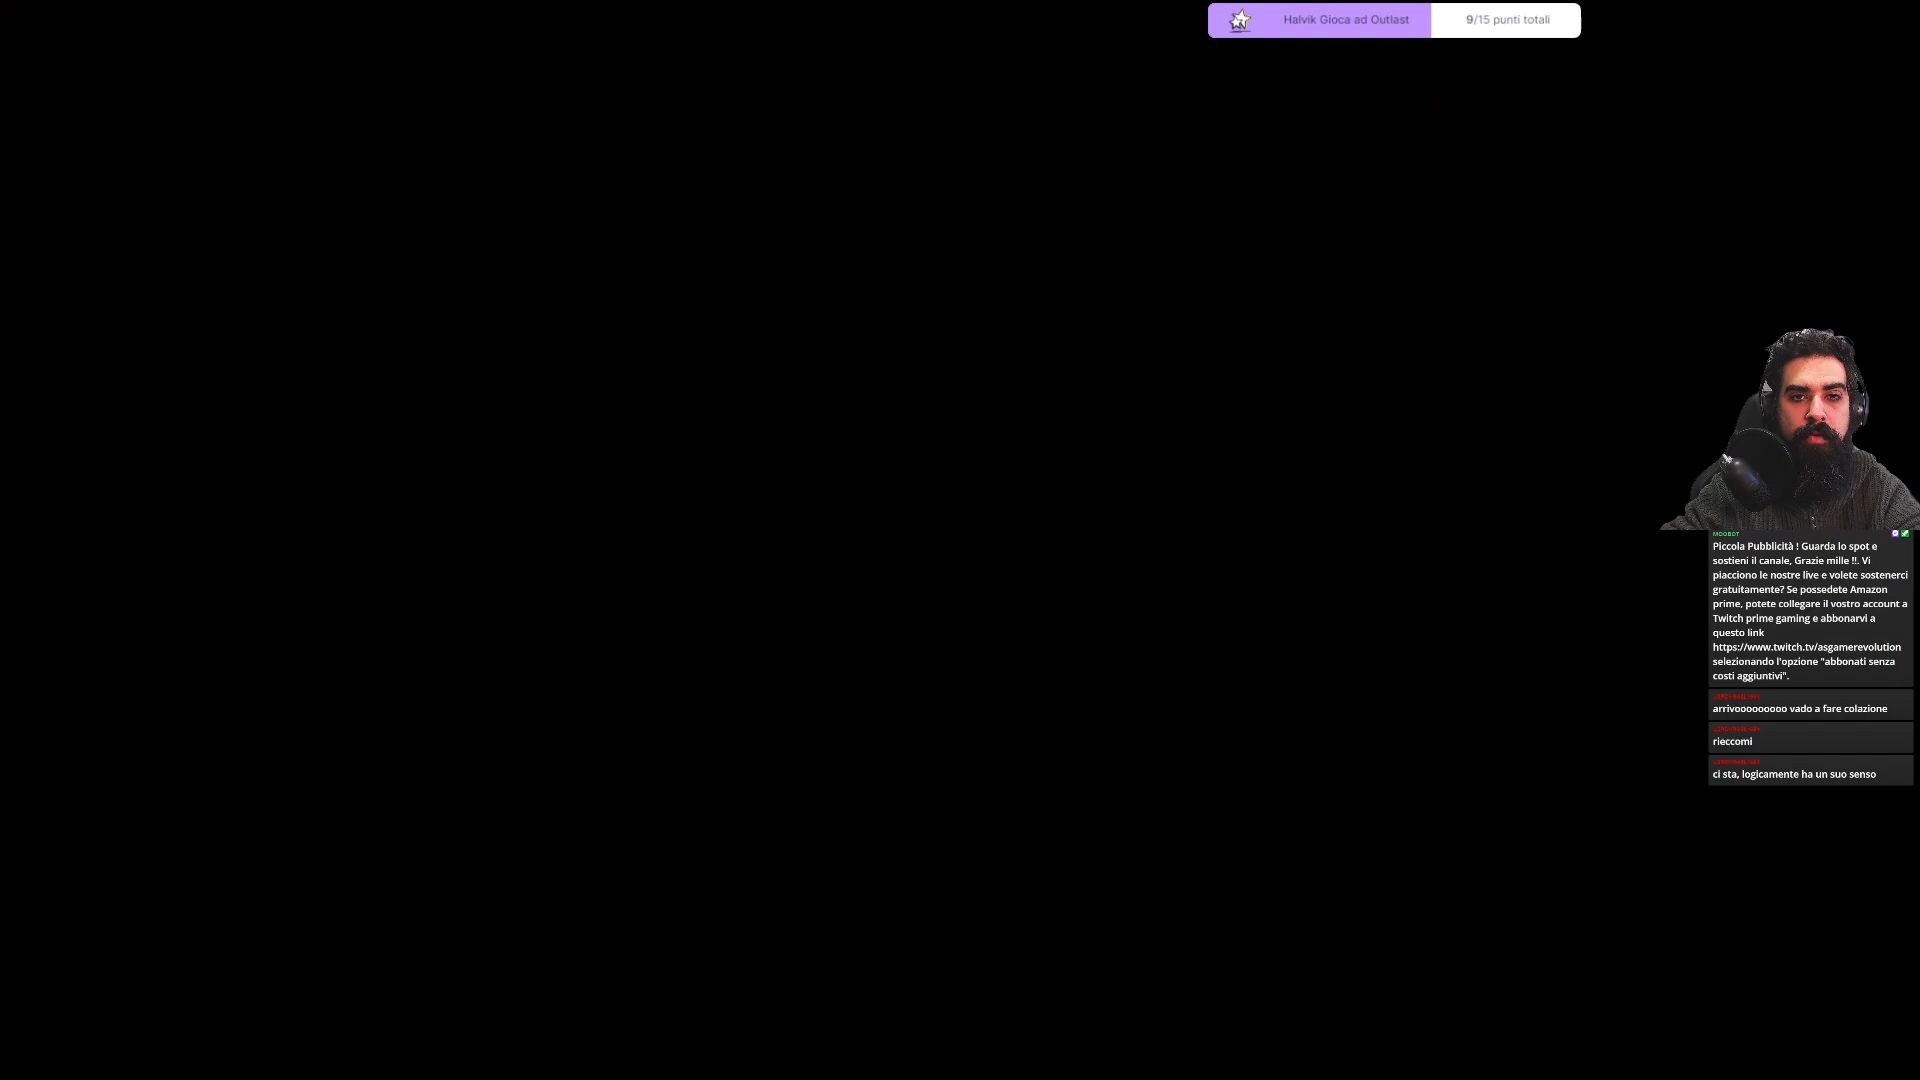 Halvik Gioca ad Outlast
9/15 punti totali
MOOBOT
Piccola Pubblicità ! Guarda lo spot e
sostieni il canale, Grazie mille !!. Vi
piacciono le nostre live e volete sostenerci
gratuitamente? Se possedete Amazon
prime, potete collegare il vostro account a
Twitch prime gaming e abbonarvi a
questo link
https://www.twitch.tv/asgamerevolution
selezionando l'opzione "abbonati senza
costi aggiuntivi".
arrivooooooooo vado a fare colazione
rieccomi
ci sta, logicamente ha un suo senso